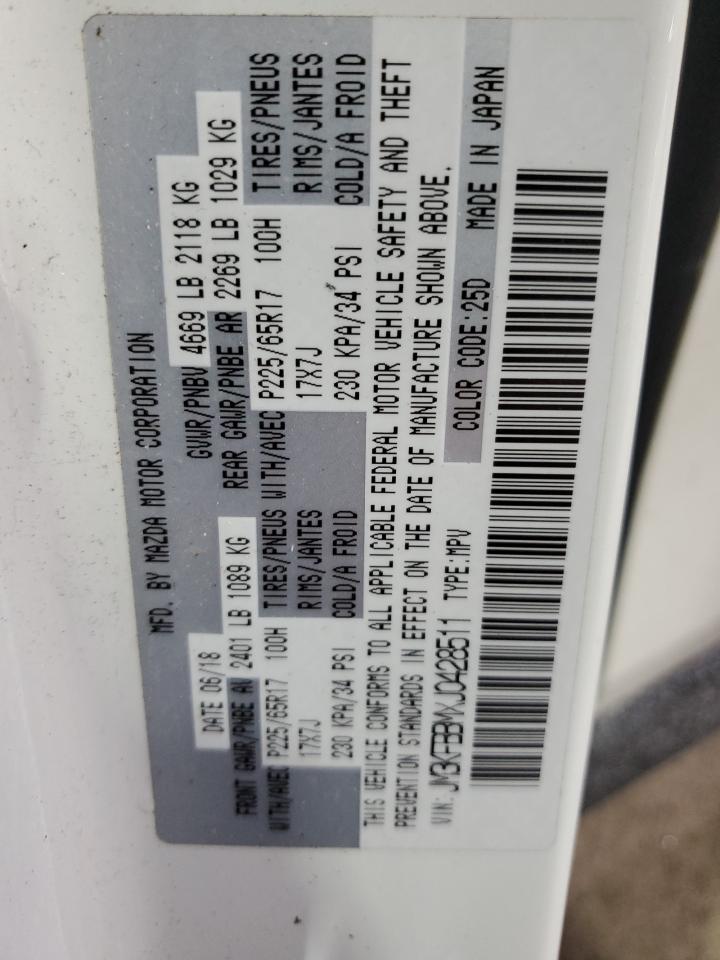 MFD. BY MAZDA MOTOR CORPORATION
DATE 06/18 GVWR/PNBV 4669 LB 2118 KG
FRONT GAWR/PNBE AV 2401 LB 1089 KG REAR GAWR/PNBE AR 2269 LB 1029 KG
WITH/AVEC P225/65R17 100H TIRES/PNEUS WITH/AVEC P225/65R17 100H TIRES/PNEUS
17X7J RIMS/JANTES 17X7J RIMS/JANTES
230 KPA/34 PSI COLD/A FROID 230 KPA/34 PSI COLD/A FROID
THIS VEHICLE CONFORMS TO ALL APPLICABLE FEDERAL MOTOR VEHICLE SAFETY AND THEFT
PREVENTION STANDARDS IN EFFECT ON THE DATE OF MANUFACTURE SHOWN ABOVE.
VIN: JM3KFBBMXJ0428511 TYPE:MPV COLOR CODE:25D MADE IN JAPAN